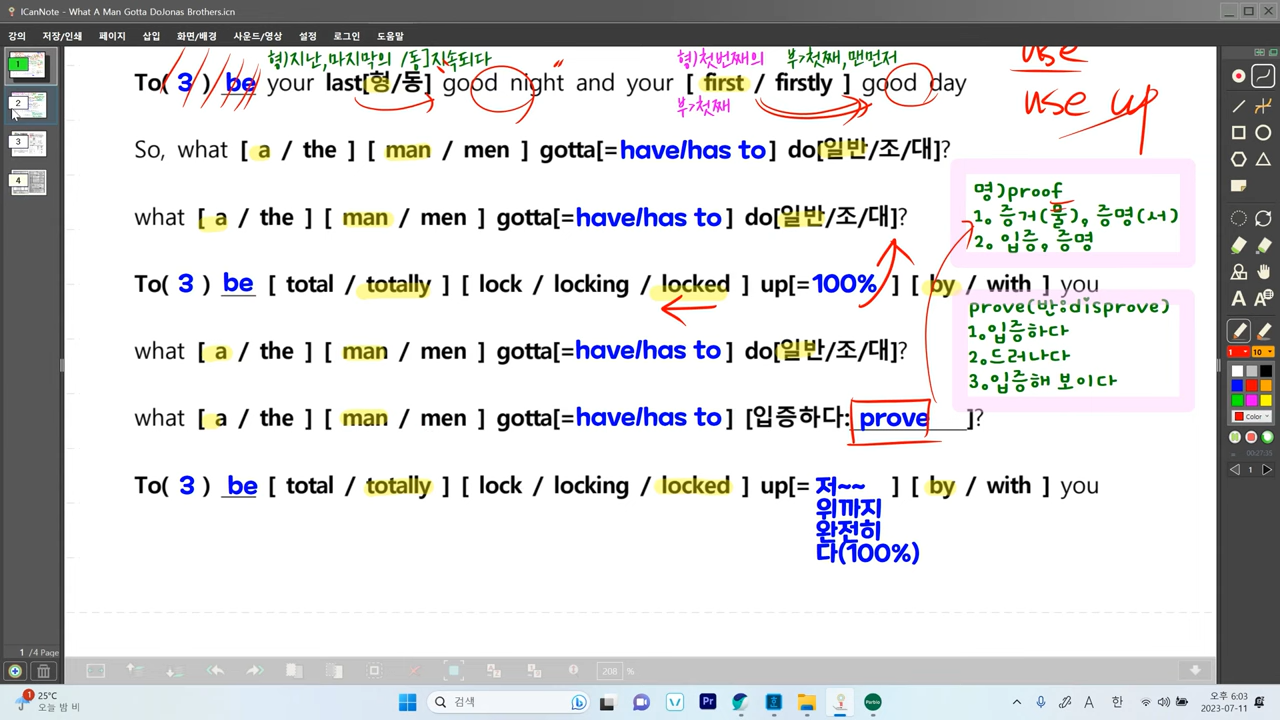 ICanNote - What A Man Gotta DoJonas Brothers.icn
강의 저장/인쇄 페이지 삽입 화면/배경 사운드/영상 설정 로그인 도움말
형)지난,마지막의 /동]지속되다 형)첫번째의 부>첫째,맨먼저
To( 3 ) be your last[형/동] "good night" and your [ first / firstly ] good day
부>첫째
use
use up
So, what [ a / the ] [ man / men ] gotta[=have/has to] do[일반/조/대]?
what [ a / the ] [ man / men ] gotta[=have/has to] do[일반/조/대]?
명)proof
1. 증거(물), 증명(서)
2. 입증, 증명
To( 3 ) be [ total / totally ] [ lock / locking / locked ] up[=100% ] [ by / with ] you
prove(반:disprove)
1.입증하다
2.드러나다
3.입증해 보이다
what [ a / the ] [ man / men ] gotta[=have/has to] do[일반/조/대]?
what [ a / the ] [ man / men ] gotta[=have/has to] [입증하다: prove ]?
To( 3 ) be [ total / totally ] [ lock / locking / locked ] up[= 저~~ ] [ by / with ] you
위까지
완전히
다(100%)
1
2
3
4
1 /4 Page
208 %
1 10
Color
00:27:35
1
25°C
오늘 밤 비
검색
오후 6:03
2023-07-11